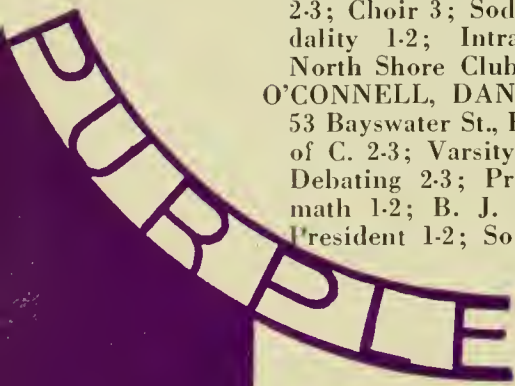 2-3; Choir 3; Sod
dality 1-2; Intra
North Shore Club
O'CONNELL, DAN
53 Bayswater St.,
of C. 2-3; Varsity
Debating 2-3; Pr
math 1-2; B. J.
President 1-2; So
PURPLE